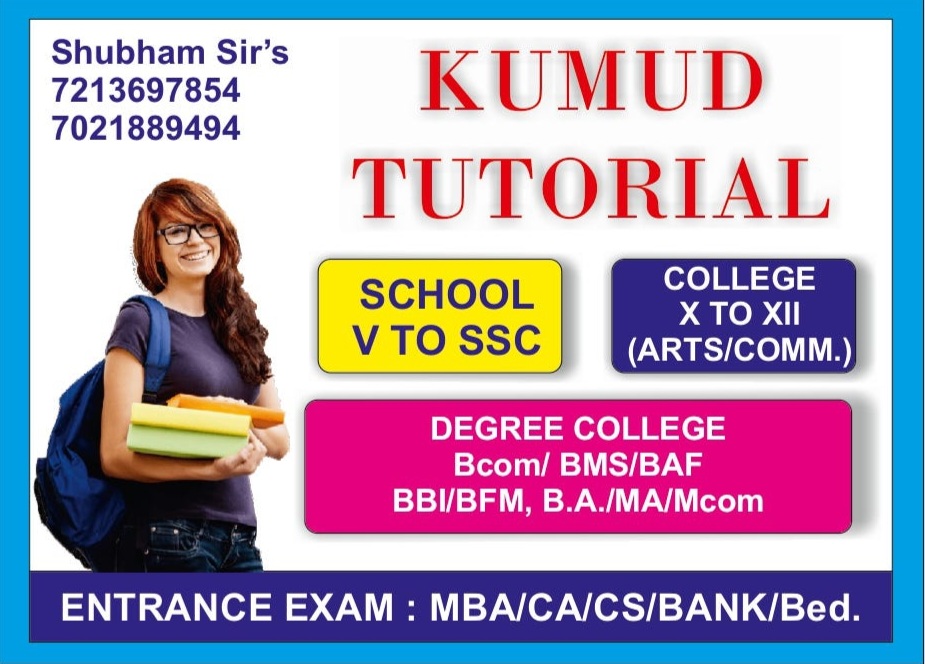 Shubham Sir's
7213697854
7021889494
KUMUD
TUTORIAL
SCHOOL
V TO SSC
COLLEGE
X TO XII
(ARTS/COMM.)
DEGREE COLLEGE
Bcom/ BMS/BAF
BBI/BFM, B.A./MA/Mcom
ENTRANCE EXAM : MBA/CA/CS/BANK/Bed.